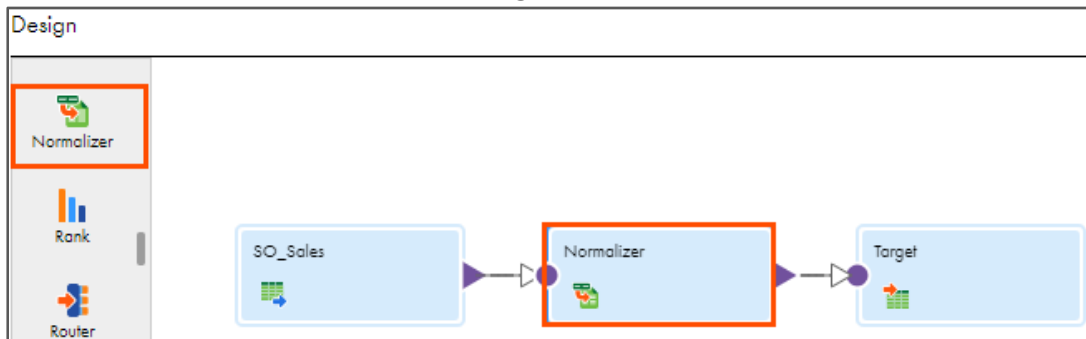 Design
Normalizer
Rank
Router
SO_Sales
Normalizer
Target